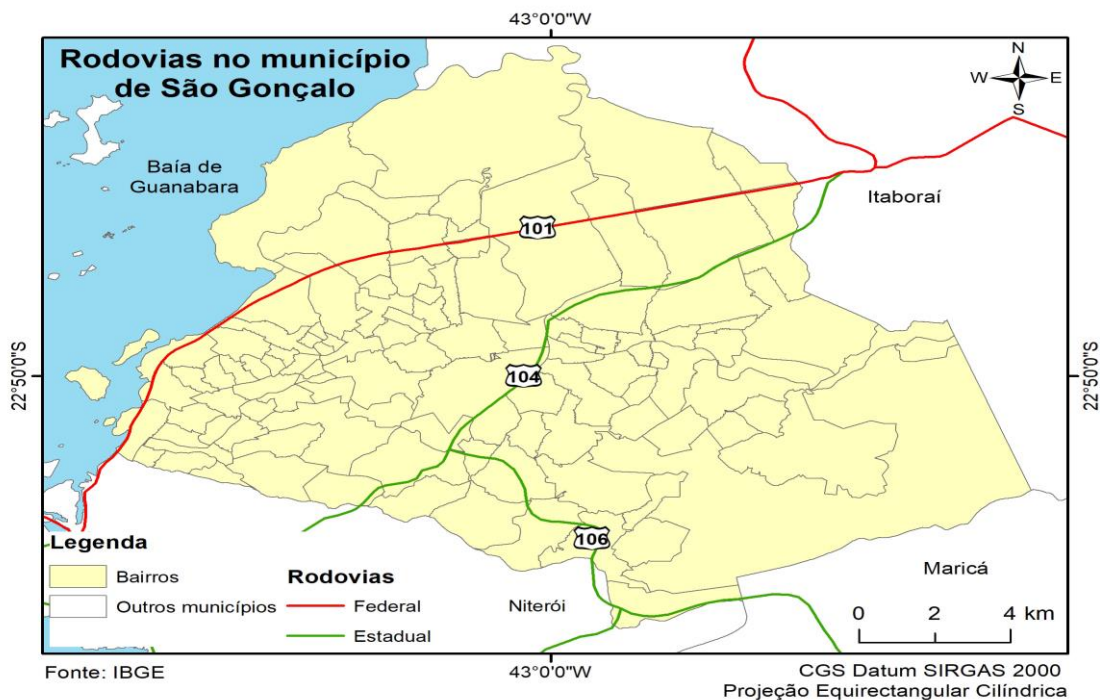 43°0'0"W
Rodovias no município
de São Gonçalo
N
W E
S
Baía de
Guanabara
Itaboraí
101
22°50'0"S
22°50'0"S
104
106
Legenda
Bairros
Outros municípios
Rodovias
Federal
Estadual
Niterói
Maricá
0 2 4 km
Fonte: IBGE
43°0'0"W
CGS Datum SIRGAS 2000
Projeção Equirectangular Cilíndrica